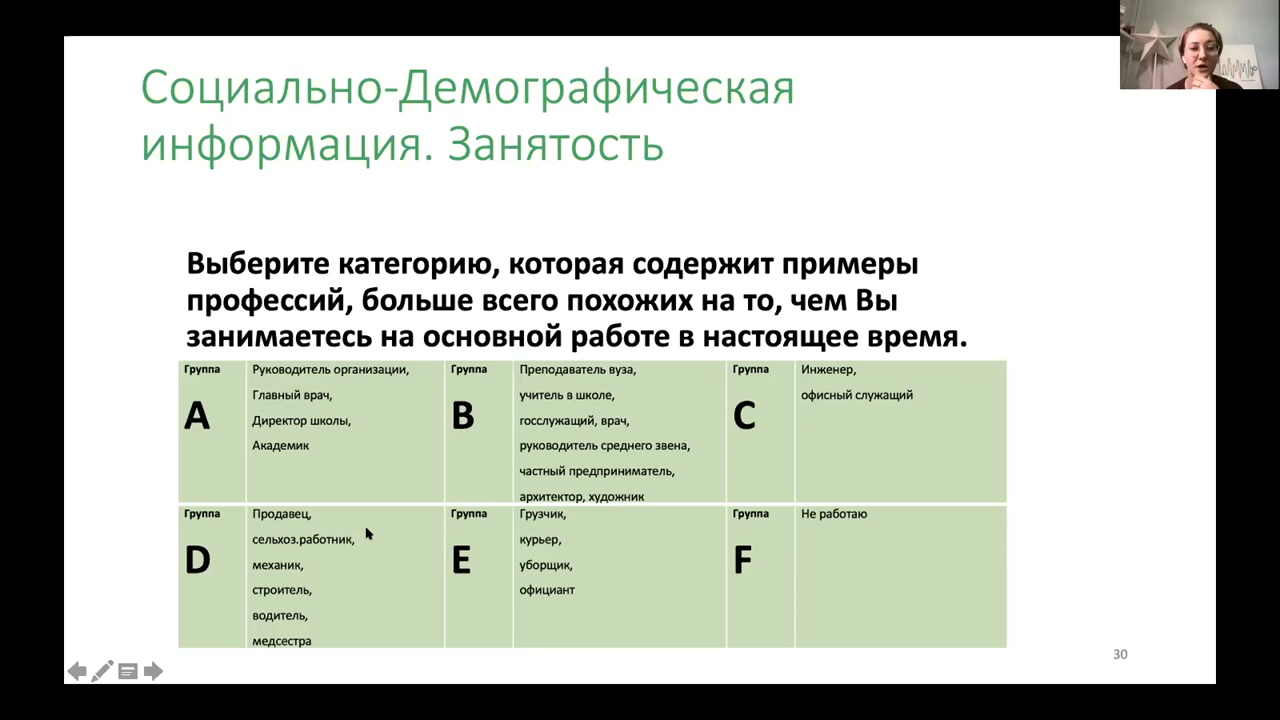 Социально-Демографическая
информация. Занятость
Выберите категорию, которая содержит примеры
профессий, больше всего похожих на то, чем Вы
занимаетесь на основной работе в настоящее время.
Группа
A
Руководитель организации,
Главный врач,
Директор школы,
Академик
Группа
B
Преподаватель вуза,
учитель в школе,
госслужащий, врач,
руководитель среднего звена,
частный предприниматель,
архитектор, художник
Группа
C
Инженер,
офисный служащий
Группа
D
Продавец,
сельхоз.работник,
механик,
строитель,
водитель,
медсестра
Группа
E
Грузчик,
курьер,
уборщик,
официант
Группа
F
Не работаю
30